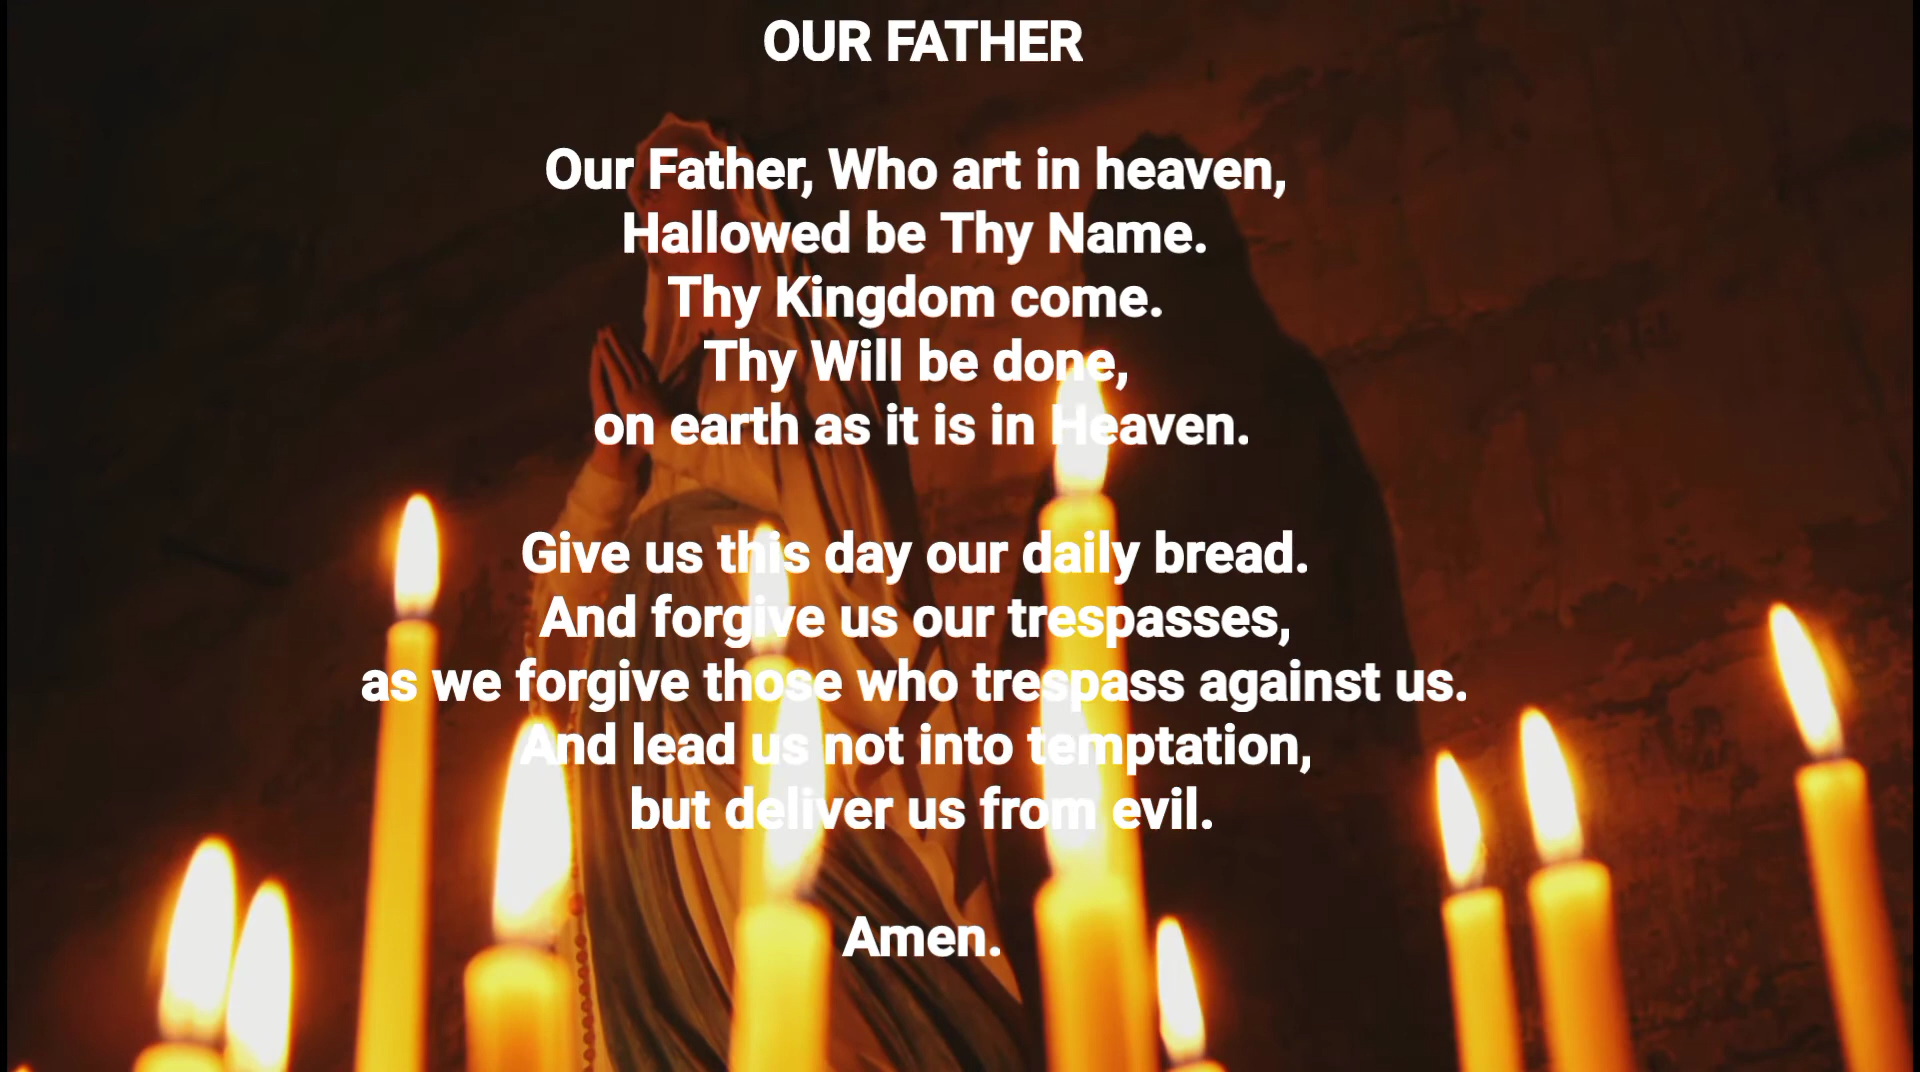 OUR FATHER
Our Father, Who art in heaven,
Hallowed be Thy Name.
Thy Kingdom come.
Thy Will be done,
on earth as it is in Heaven.
Give us this day our daily bread.
And forgive us our trespasses,
as we forgive those who trespass against us.
And lead us not into temptation,
but deliver us from evil.
Amen.